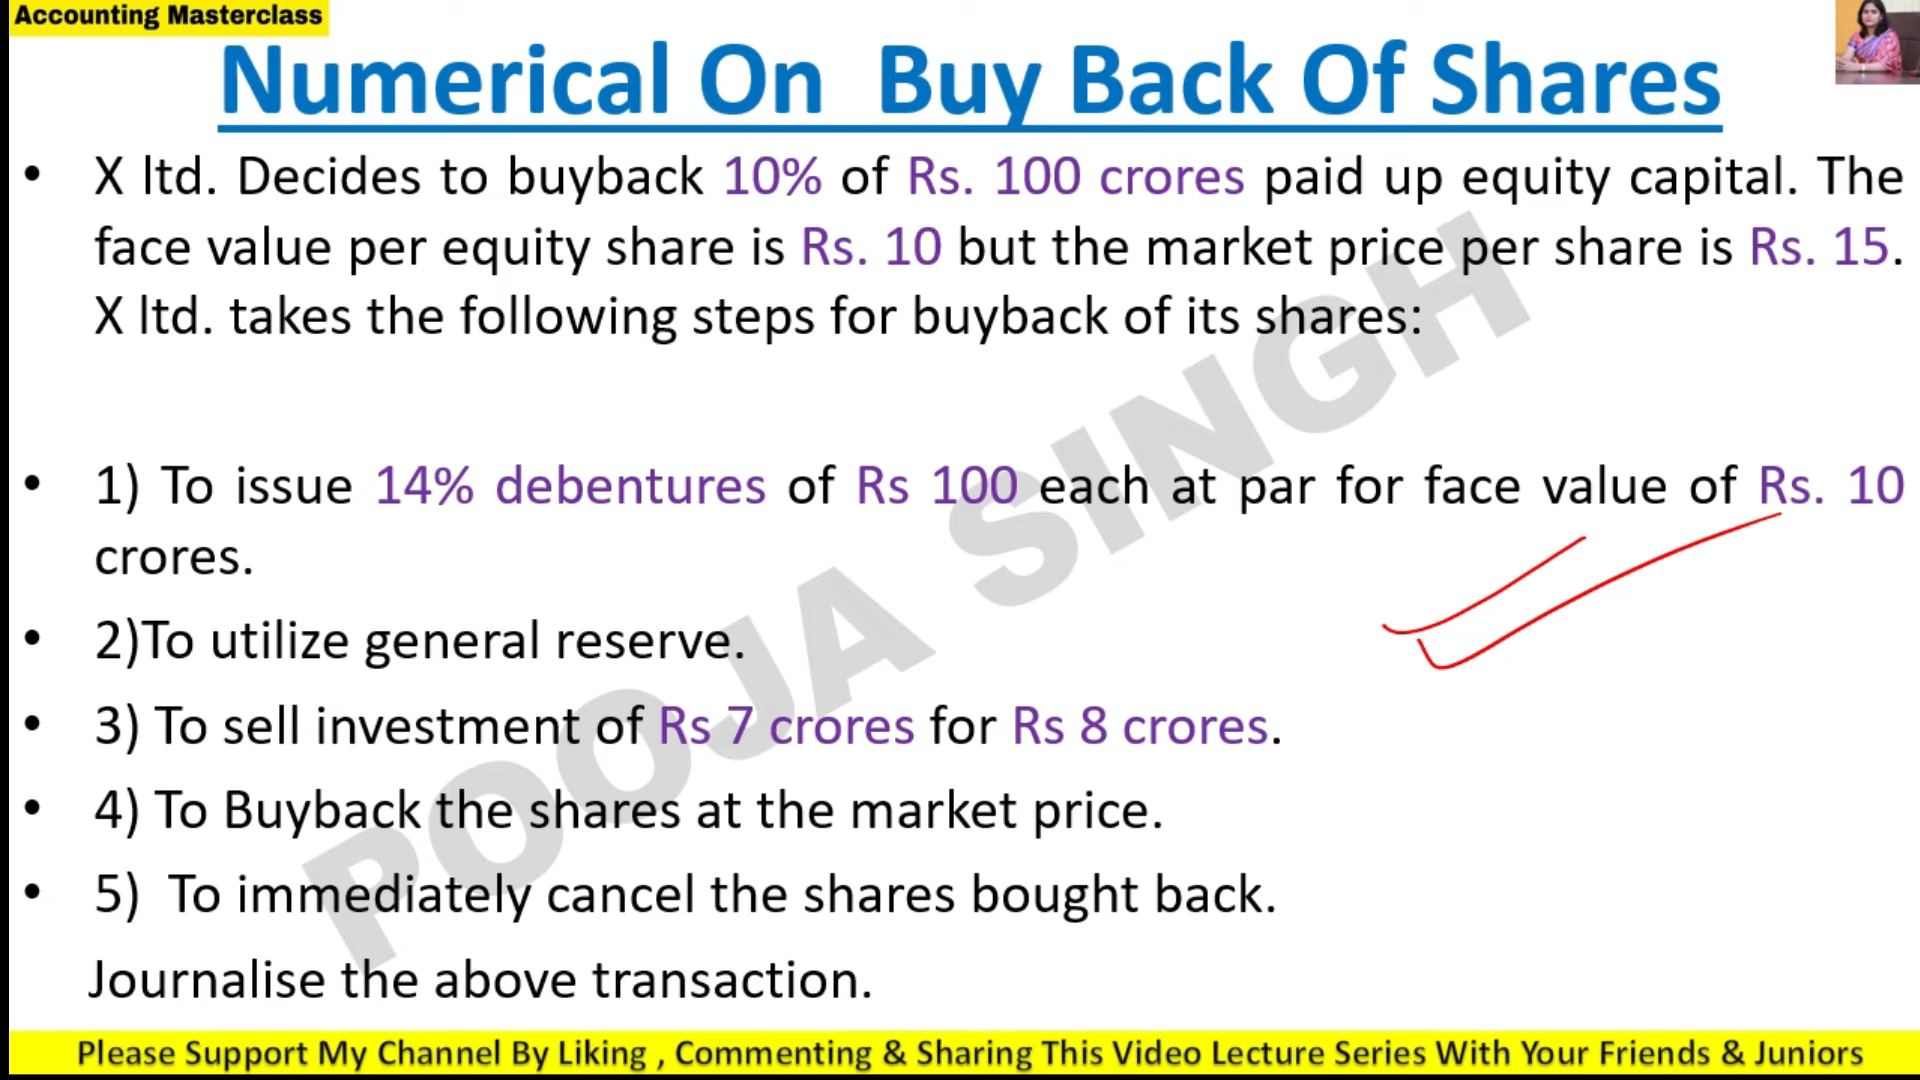 Accounting Masterclass
Numerical On Buy Back Of Shares
• X ltd. Decides to buyback 10% of Rs. 100 crores paid up equity capital. The
face value per equity share is Rs. 10 but the market price per share is Rs. 15.
X ltd. takes the following steps for buyback of its shares:
• 1) To issue 14% debentures of Rs 100 each at par for face value of Rs. 10
crores.
• 2)To utilize general reserve.
• 3) To sell investment of Rs 7 crores for Rs 8 crores.
• 4) To Buyback the shares at the market price.
• 5) To immediately cancel the shares bought back.
Journalise the above transaction.
POOJA SINGH
Please Support My Channel By Liking , Commenting & Sharing This Video Lecture Series With Your Friends & Juniors